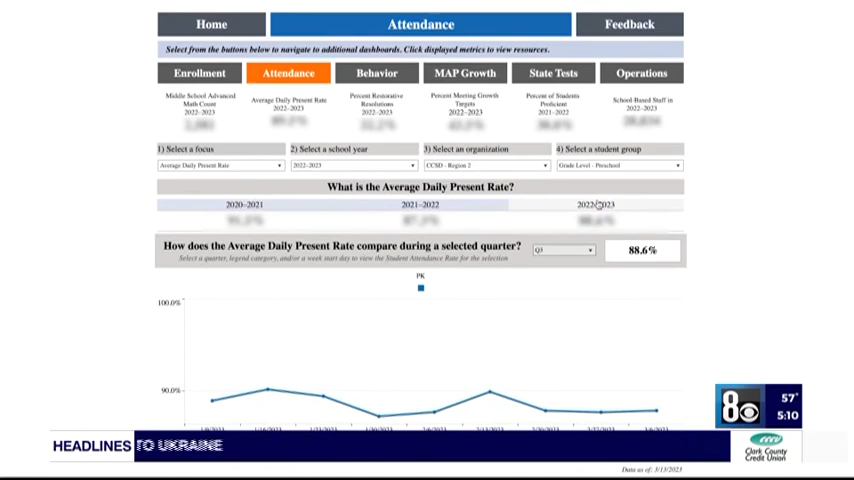 Home Attendance Feedback
Select from the buttons below to navigate to additional dashboards. Click displayed metrics to view resources.
Enrollment Attendance Behavior MAP Growth State Tests Operations
Middle School Advanced Math Count 2022-2023
Average Daily Present Rate 2022-2023
Percent Restorative Resolutions 2022-2023
Percent Meeting Growth Targets 2022-2023
Percent of Students Proficient 2021-2022
School-Based Staff in 2022-2023
1) Select a focus 2) Select a school year 3) Select an organization 4) Select a student group
Average Daily Present Rate 2022-2023 CCSD - Region 2 Grade Level - Preschool
What is the Average Daily Present Rate?
2020-2021 2021-2022 2022-2023
How does the Average Daily Present Rate compare during a selected quarter? Q3 88.6%
Select a quarter, legend category, and/or a week start day to view the Student Attendance Rate for the selection
PK
100.0%
90.0%
8 57°
5:10
HEADLINES TO UKRAINE
Clark County
Credit Union
Data as of: 3/13/2023